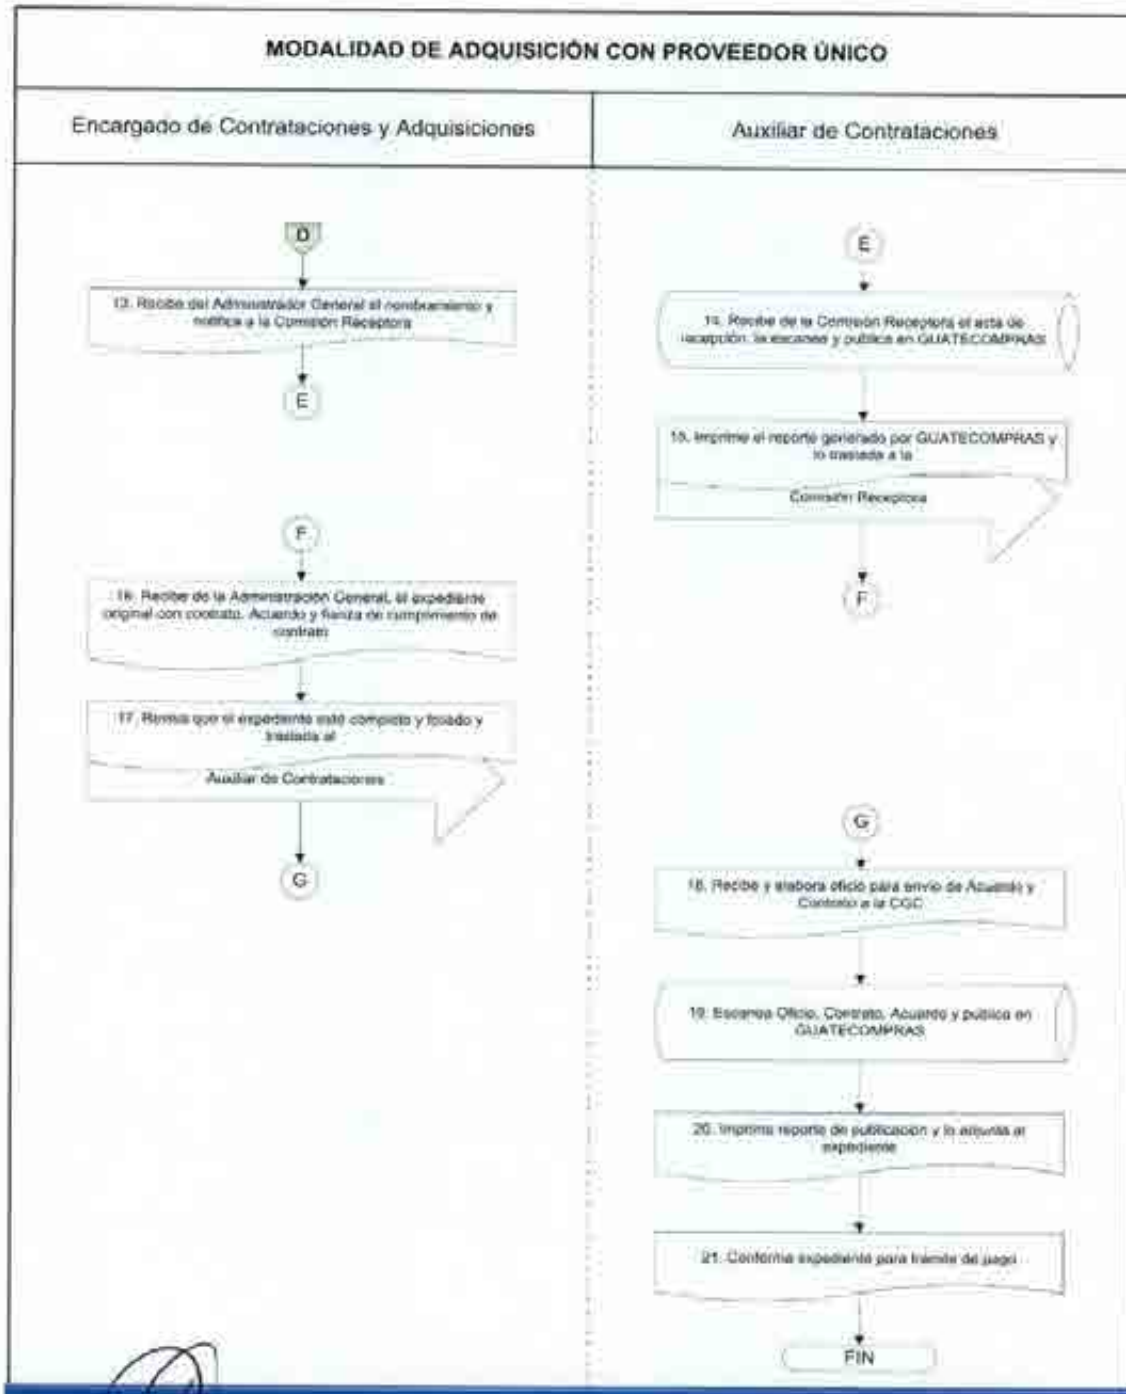 MODALIDAD DE ADQUISICIÓN CON PROVEEDOR ÚNICO
Encargado de Contrataciones y Adquisiciones
Auxiliar de Contrataciones
D
13. Recibe del Administrador General el nombramiento y
notifica a la Comisión Receptora
E
F
16. Recibe de la Administración General, el expediente
original con contrato, Acuerdo y fianza de cumplimiento de
contrato
17. Revisa que el expediente esté completo y foliado y
traslada al
Auxiliar de Contrataciones
G
E
14. Recibe de la Comisión Receptora el acta de
recepción, la escanea y publica en GUATECOMPRAS
15. Imprime el reporte generado por GUATECOMPRAS y
lo traslada a la
Comisión Receptora
F
G
18. Recibe y elabora oficio para envío de Acuerdo y
Contrato a la CGC
19. Escanea Oficio, Contrato, Acuerdo y publica en
GUATECOMPRAS
20. Imprime reporte de publicación y lo adjunta al
expediente
21. Conforma expediente para trámite de pago
FIN